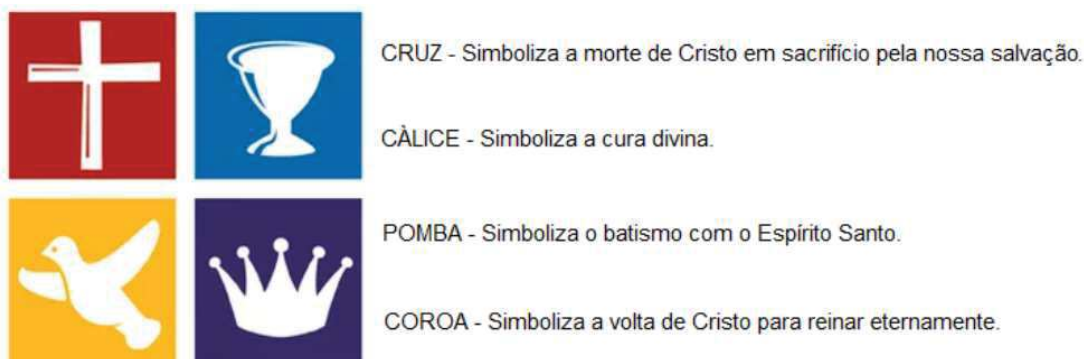 CRUZ - Simboliza a morte de Cristo em sacrifício pela nossa salvação.
CÀLICE - Simboliza a cura divina.
POMBA - Simboliza o batismo com o Espírito Santo.
COROA - Simboliza a volta de Cristo para reinar eternamente.